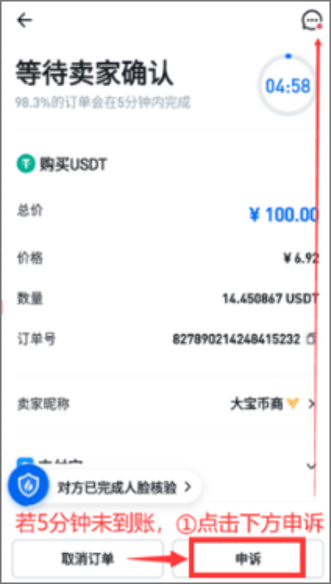 等待卖家确认
04:58
98.3%的订单会在5分钟内完成
购买USDT
总价
¥ 100.00
价格
¥ 6.92
数量
14.450867 USDT
订单号
827890214248415232
卖家昵称
大宝币商
对方已完成人脸核验
若5分钟未到账，①点击下方申诉
取消订单
申诉